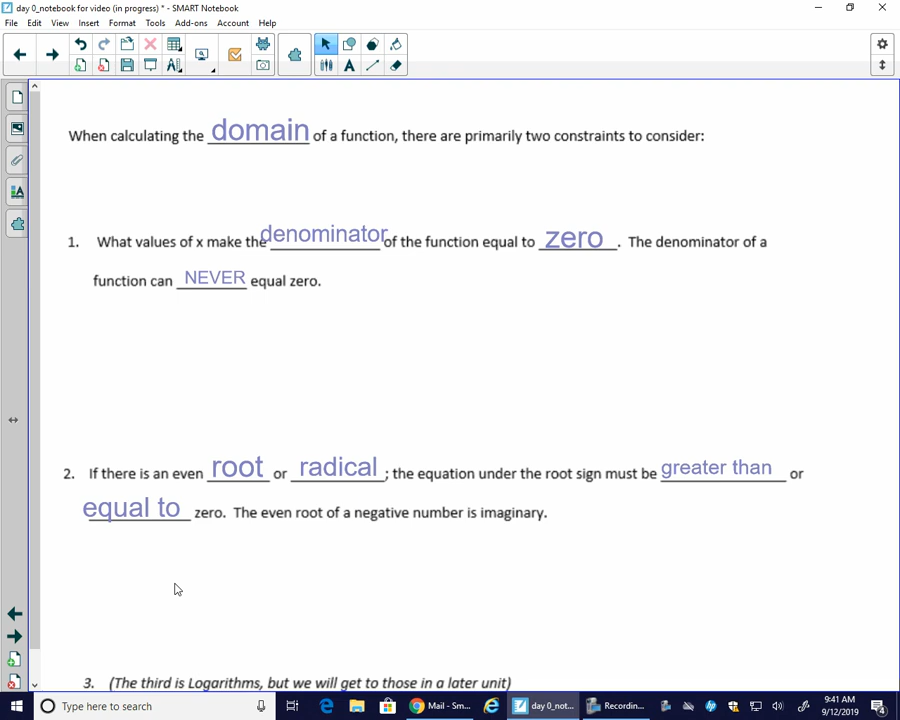 day 0_notebook for video (in progress) * - SMART Notebook
File Edit View Insert Format Tools Add-ons Account Help
When calculating the domain of a function, there are primarily two constraints to consider:
1. What values of x make the denominator of the function equal to zero. The denominator of a
function can NEVER equal zero.
2. If there is an even root or radical; the equation under the root sign must be greater than or
equal to zero. The even root of a negative number is imaginary.
3. (The third is Logarithms, but we will get to those in a later unit)
Type here to search
Mail - Sm...
day 0_not...
Recordin...
9:41 AM
9/12/2019
4